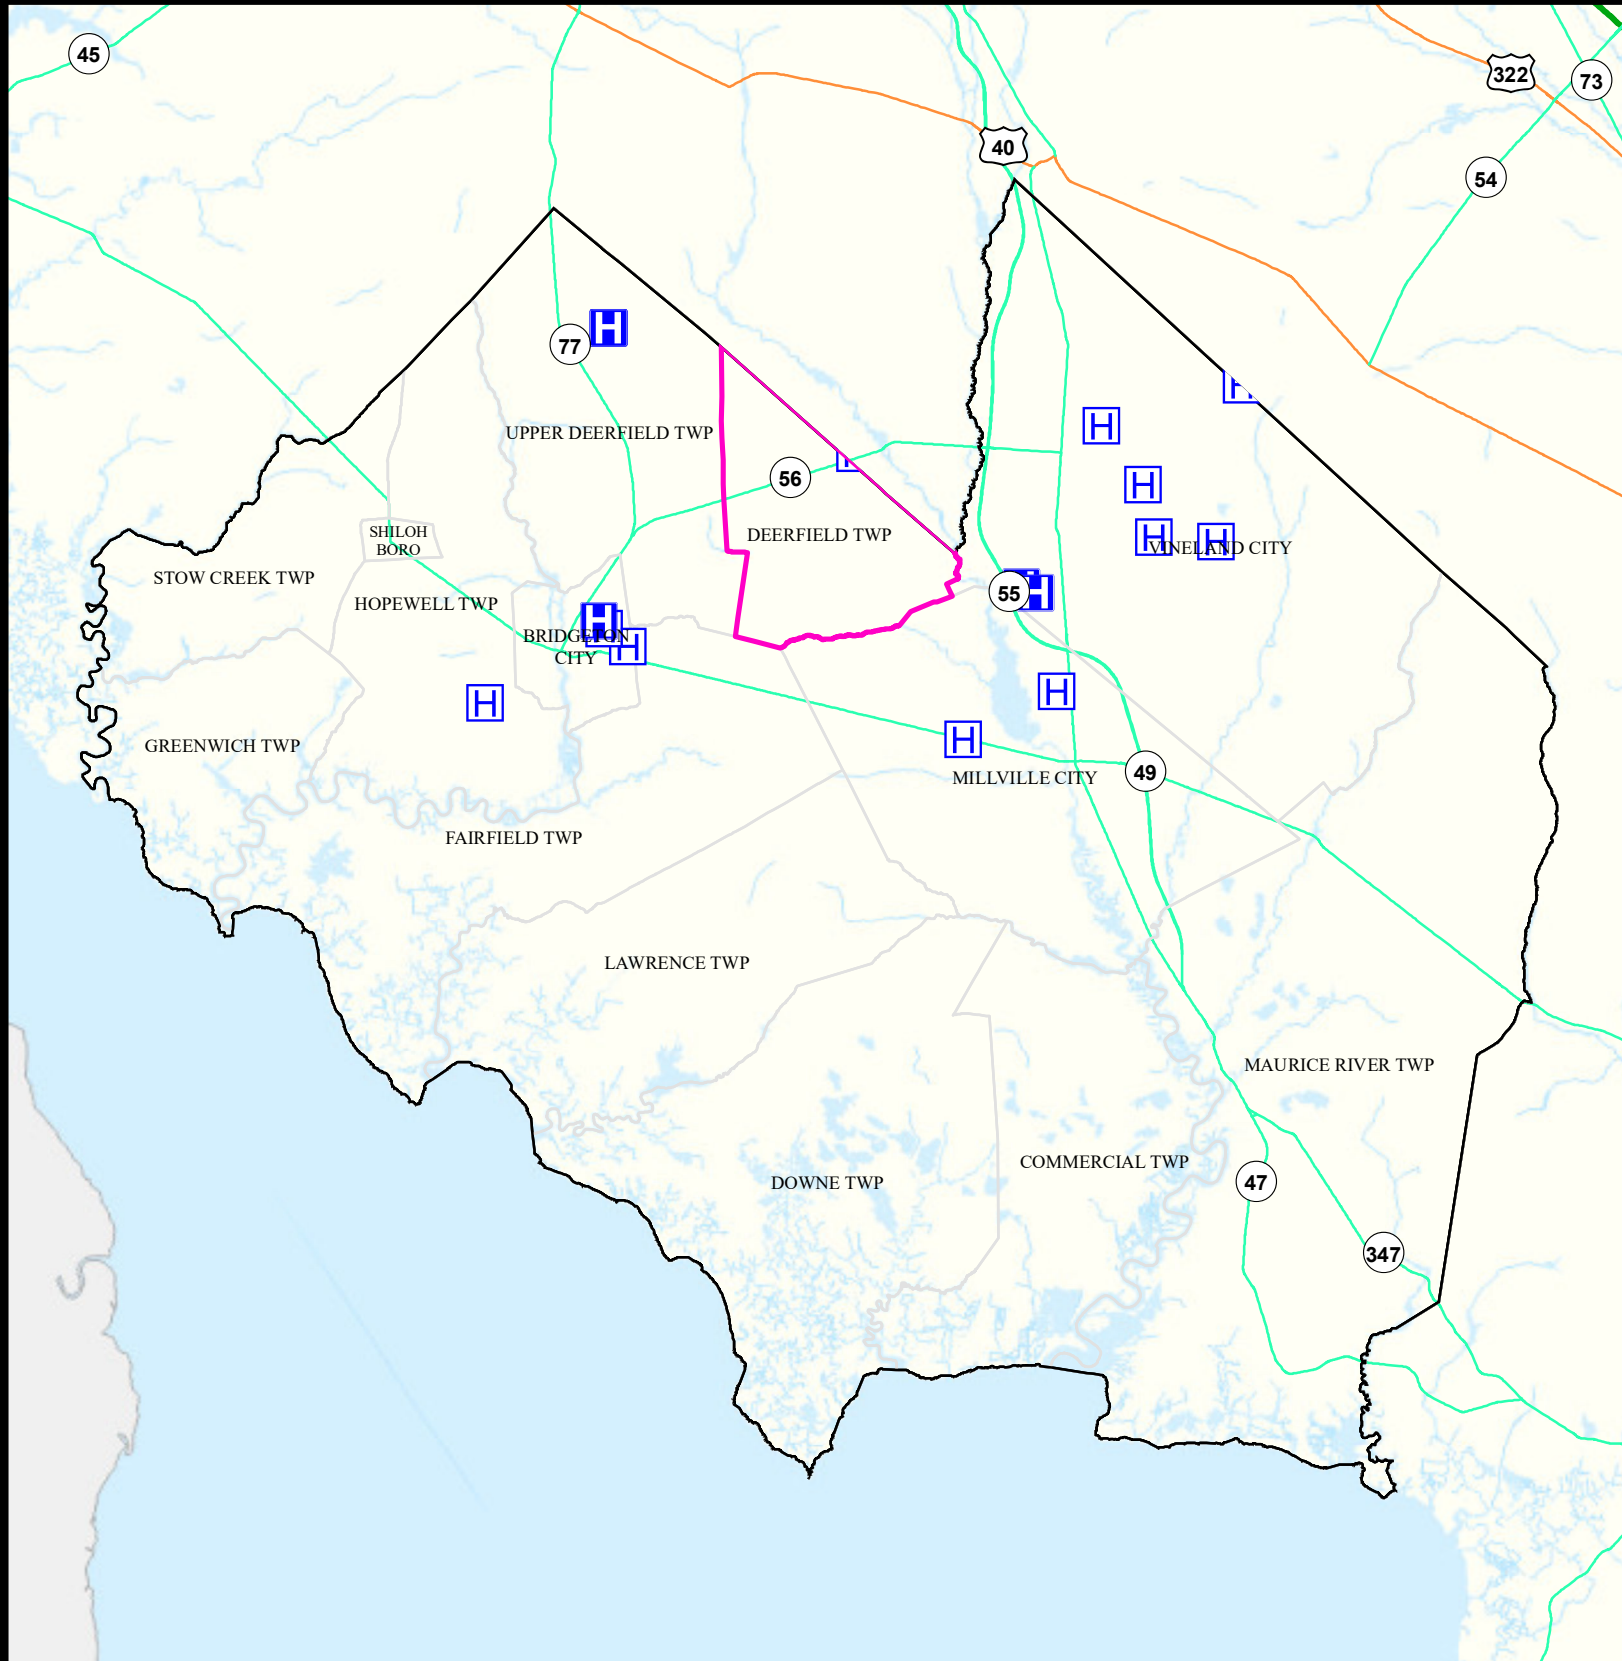 45
322
73
40
54
77
H
H
H
UPPER DEERFIELD TWP
56
H
SHILOH
BORO
DEERFIELD TWP
H
H
VINELAND CITY
STOW CREEK TWP
55
H
HOPEWELL TWP
H
BRIDGETON
CITY
H
H
H
H
GREENWICH TWP
MILLVILLE CITY
49
FAIRFIELD TWP
LAWRENCE TWP
MAURICE RIVER TWP
COMMERCIAL TWP
DOWNE TWP
47
347